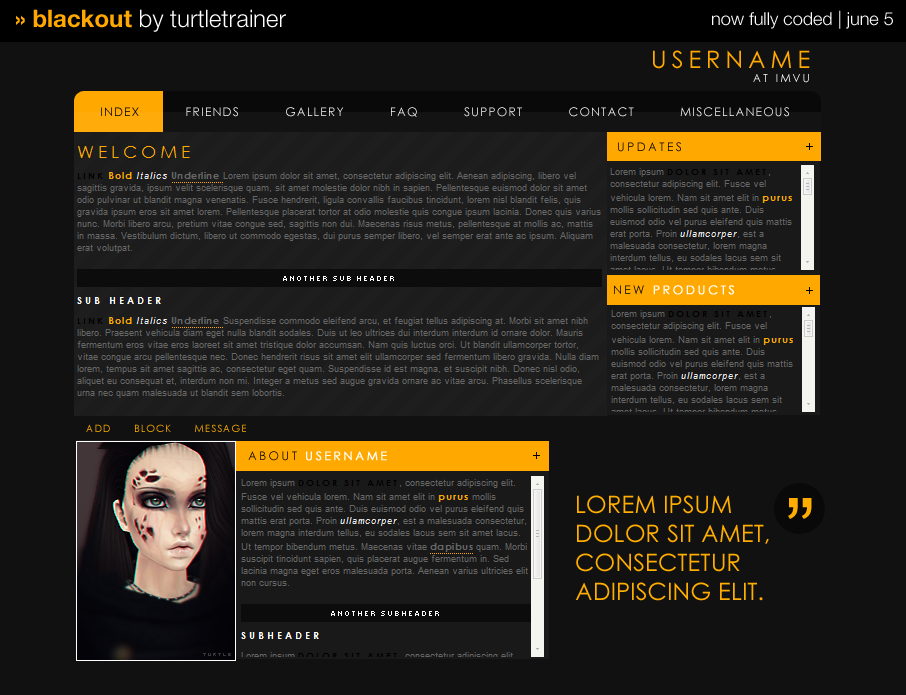 » blackout by turtletrainer
now fully coded | june 5
USERNAME
AT IMVU
INDEX FRIENDS GALLERY FAQ SUPPORT CONTACT MISCELLANEOUS
WELCOME
LINK Bold Italics Underline Lorem ipsum dolor sit amet, consectetur adipiscing elit. Aenean adipiscing, libero vel
sagittis gravida, ipsum velit scelerisque quam, sit amet molestie dolor nibh in sapien. Pellentesque euismod dolor sit amet
odio pulvinar ut blandit magna venenatis. Fusce hendrerit, ligula convallis faucibus tincidunt, lorem nisl blandit felis, quis
gravida ipsum eros sit amet lorem. Pellentesque placerat tortor at odio molestie quis congue ipsum lacinia. Donec quis varius
nunc. Morbi libero arcu, pretium vitae congue sed, sagittis non dui. Maecenas risus metus, pellentesque at mollis ac, mattis
in massa. Vestibulum dictum, libero ut commodo egestas, dui purus semper libero, vel semper erat ante ac ipsum. Aliquam
erat volutpat.
ANOTHER SUB HEADER
SUB HEADER
LINK Bold Italics Underline Suspendisse commodo eleifend arcu, et feugiat tellus adipiscing at. Morbi sit amet nibh
libero. Praesent vehicula diam eget nulla blandit sodales. Duis ut leo ultrices dui interdum interdum id ornare dolor. Mauris
fermentum eros vitae eros laoreet sit amet tristique dolor accumsan. Nam quis luctus orci. Ut blandit ullamcorper tortor,
vitae congue arcu pellentesque nec. Donec hendrerit risus sit amet elit ullamcorper sed fermentum libero gravida. Nulla diam
lorem, tempus sit amet sagittis ac, consectetur eget quam. Suspendisse id est magna, et suscipit nibh. Donec nisl odio,
aliquet eu consequat et, interdum non mi. Integer a metus sed augue gravida ornare ac vitae arcu. Phasellus scelerisque
urna nec quam malesuada ut blandit sem lobortis.
UPDATES +
Lorem ipsum DOLOR SIT AMET,
consectetur adipiscing elit. Fusce vel
vehicula lorem. Nam sit amet elit in purus
mollis sollicitudin sed quis ante. Duis
euismod odio vel purus eleifend quis mattis
erat porta. Proin ullamcorper, est a
malesuada consectetur, lorem magna
interdum tellus, eu sodales lacus sem sit
amet lacus. Ut tempor bibendum metus.
NEW PRODUCTS +
Lorem ipsum DOLOR SIT AMET,
consectetur adipiscing elit. Fusce vel
vehicula lorem. Nam sit amet elit in purus
mollis sollicitudin sed quis ante. Duis
euismod odio vel purus eleifend quis mattis
erat porta. Proin ullamcorper, est a
malesuada consectetur, lorem magna
interdum tellus, eu sodales lacus sem sit
amet lacus. Ut tempor bibendum metus.
ADD BLOCK MESSAGE
TURTLE
ABOUT USERNAME +
Lorem ipsum DOLOR SIT AMET, consectetur adipiscing elit.
Fusce vel vehicula lorem. Nam sit amet elit in purus mollis
sollicitudin sed quis ante. Duis euismod odio vel purus quis
mattis erat porta. Proin ullamcorper, est a malesuada consectetur,
lorem magna interdum tellus, eu sodales lacus sem sit amet lacus.
Ut tempor bibendum metus. Maecenas vitae dapibus quam. Morbi
suscipit tincidunt sapien, quis placerat augue fermentum in. Sed
lacinia magna eget eros malesuada porta. Aenean varius ultricies elit
non cursus.
ANOTHER SUBHEADER
SUBHEADER
Lorem ipsum DOLOR SIT AMET, consectetur adipiscing elit.
LOREM IPSUM
DOLOR SIT AMET,
CONSECTETUR
ADIPISCING ELIT.
”